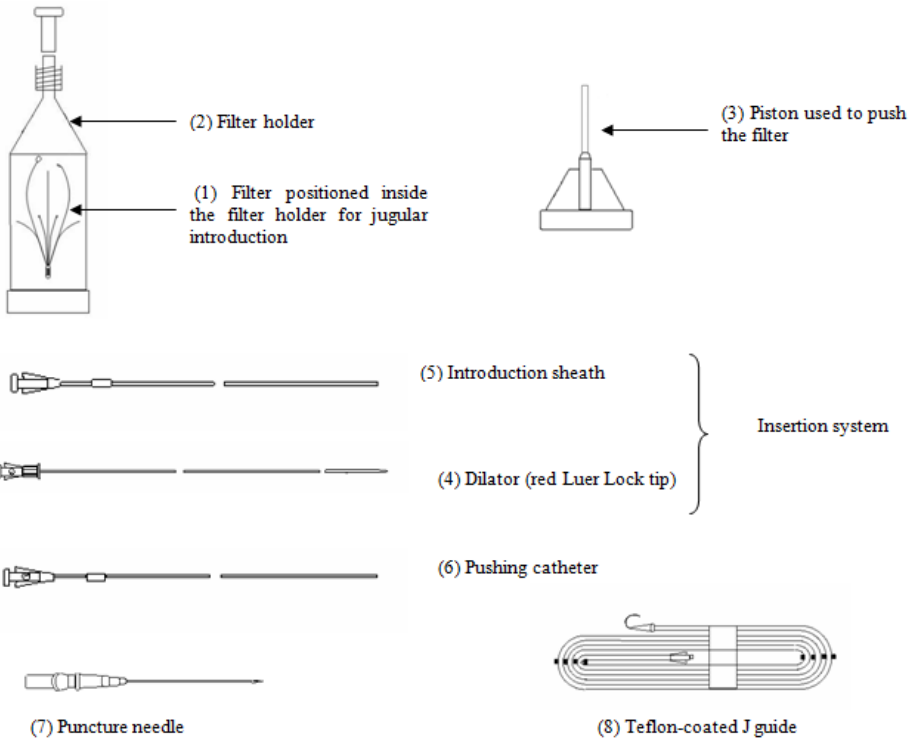 (2) Filter holder
(3) Piston used to push
the filter
(1) Filter positioned inside
the filter holder for jugular
introduction
(5) Introduction sheath
Insertion system
(4) Dilator (red Luer Lock tip)
(6) Pushing catheter
(7) Puncture needle
(8) Teflon-coated J guide